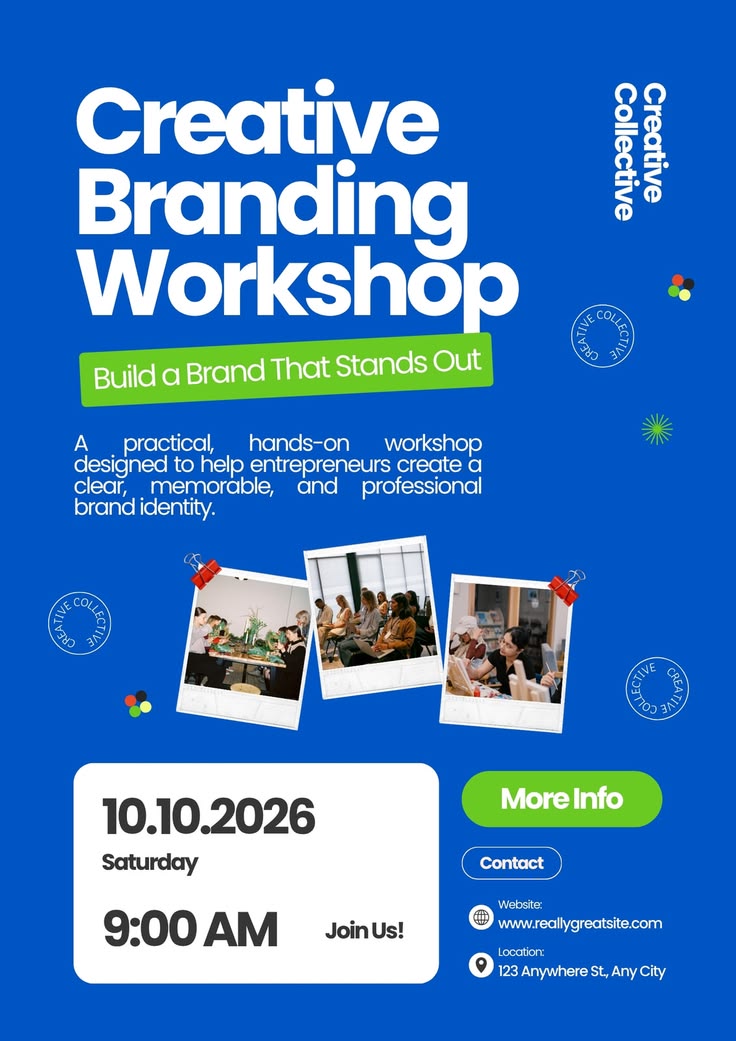 Creative
Branding
Workshop
Creative
Collective
Build a Brand That Stands Out
CREATIVE COLLECTIVE
A practical, hands-on workshop
designed to help entrepreneurs create a
clear, memorable, and professional
brand identity.
CREATIVE COLLECTIVE
CREATIVE COLLECTIVE
10.10.2026
Saturday
9:00 AM
Join Us!
More Info
Contact
Website:
www.reallygreatsite.com
Location:
123 Anywhere St., Any City